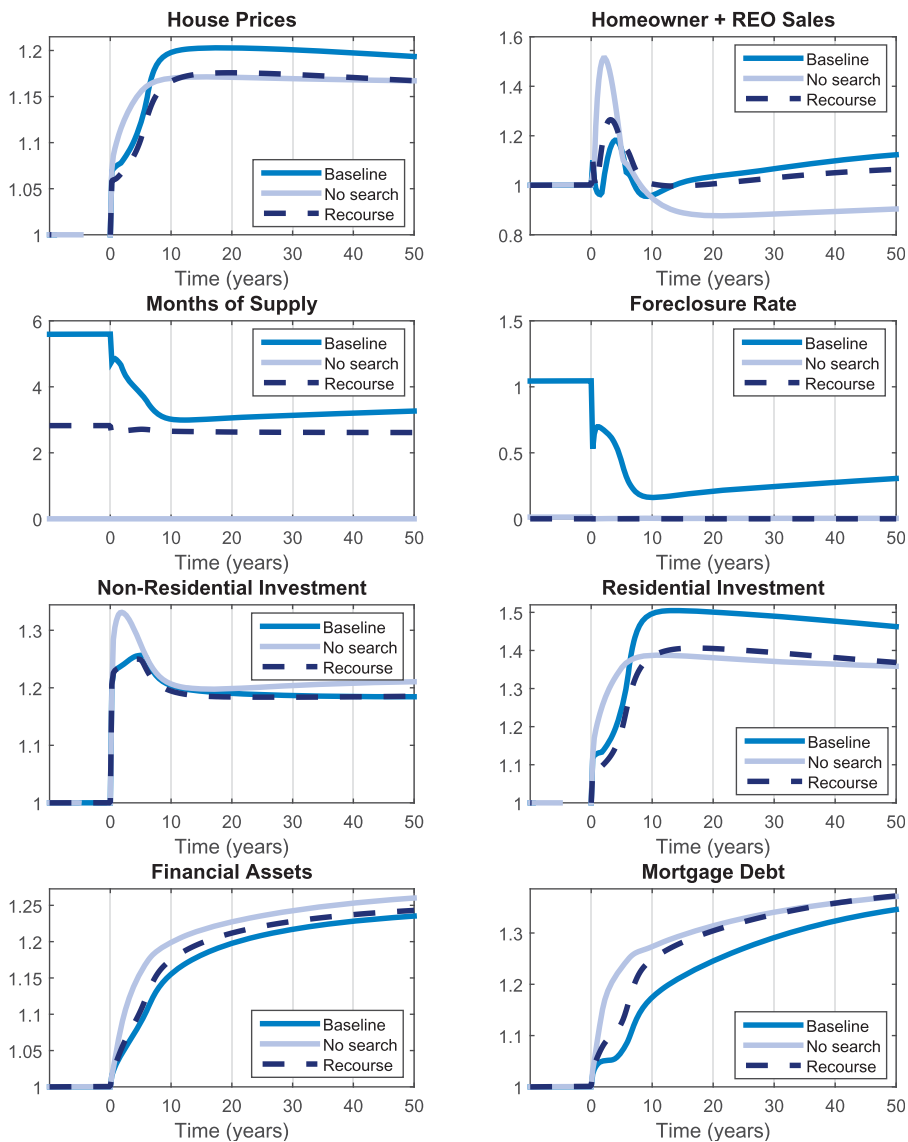 House Prices
1.2
1.15
1.1
1.05
1
Baseline
No search
Recourse
0 10 20 30 40 50
Time (years)
Homeowner + REO Sales
1.6
1.4
1.2
1
0.8
Baseline
No search
Recourse
0 10 20 30 40 50
Time (years)
Months of Supply
6
4
2
0
Baseline
No search
Recourse
0 10 20 30 40 50
Time (years)
Foreclosure Rate
1.5
1
0.5
0
Baseline
No search
Recourse
0 10 20 30 40 50
Time (years)
Non-Residential Investment
1.3
1.2
1.1
1
Baseline
No search
Recourse
0 10 20 30 40 50
Time (years)
Residential Investment
1.5
1.4
1.3
1.2
1.1
1
Baseline
No search
Recourse
0 10 20 30 40 50
Time (years)
Financial Assets
1.25
1.2
1.15
1.1
1.05
1
Baseline
No search
Recourse
0 10 20 30 40 50
Time (years)
Mortgage Debt
1.3
1.2
1.1
1
Baseline
No search
Recourse
0 10 20 30 40 50
Time (years)